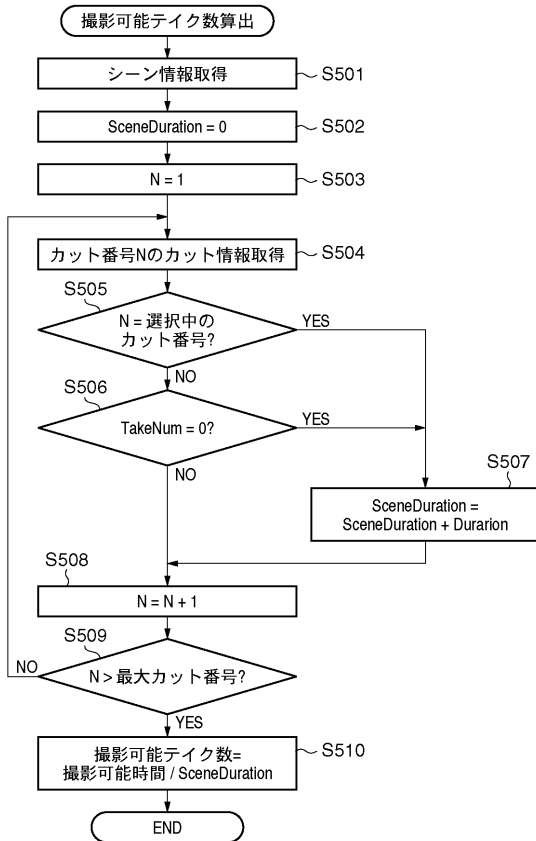 撮影可能テイク数算出
シーン情報取得
S501
SceneDuration = 0
S502
N = 1
S503
カット番号Nのカット情報取得
S504
S505
N = 選択中の
カット番号?
YES
NO
S506
TakeNum = 0?
YES
NO
S507
SceneDuration =
SceneDuration + Durarion
S508
N = N + 1
S509
NO
N > 最大カット番号?
YES
撮影可能テイク数=
撮影可能時間 / SceneDuration
S510
END